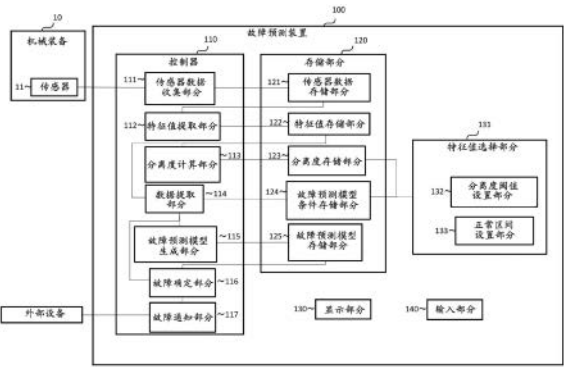 100
10
故障预测装置
机械装备
110
120
控制器
存储部分
11
传感器
111
传感器数据
收集部分
121
传感器数据
存储部分
112
特征值提取部分
122
特征值存储部分
131
特征值选择部分
分离度计算部分
113
123
分离度存储部分
数据提取
部分
114
124
故障预测模型
条件存储部分
132
分离度阈值
设置部分
133
正常区间
设置部分
故障预测模型
生成部分
115
125
故障预测模型
存储部分
故障确定部分
116
外部设备
故障通知部分
117
130
显示部分
140
输入部分